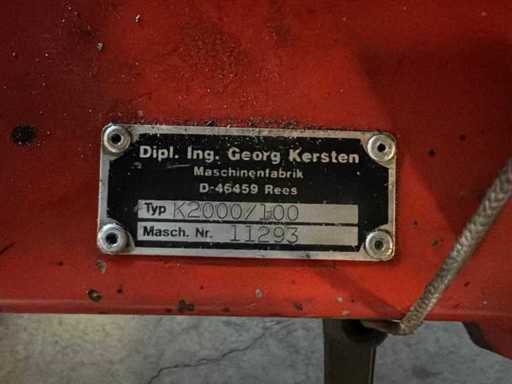 Dipl. Ing. Georg Kersten
Maschinenfabrik
D-46459 Rees
Typ K2000/100
Masch. Nr. 11293